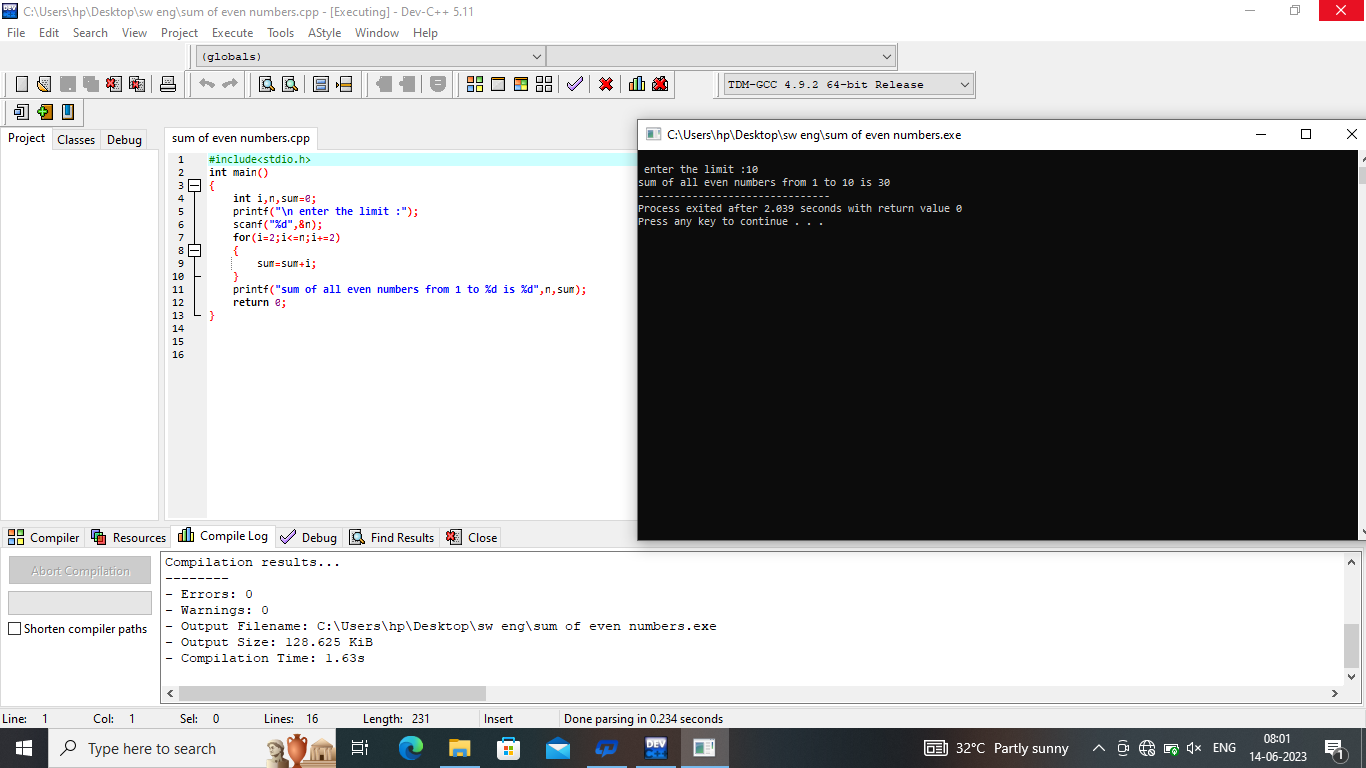 C:\Users\hp\Desktop\sw eng\sum of even numbers.cpp - [Executing] - Dev-C++ 5.11
File Edit Search View Project Execute Tools AStyle Window Help
(globals)
TDM-GCC 4.9.2 64-bit Release
Project Classes Debug
sum of even numbers.cpp
1 #include<stdio.h>
2 int main()
3 {
4 int i,n,sum=0;
5 printf("\n enter the limit :");
6 scanf("%d",&n);
7 for(i=2;i<=n;i+=2)
8 {
9 sum=sum+i;
10 }
11 printf("sum of all even numbers from 1 to %d is %d",n,sum);
12 return 0;
13 }
14
15
16
C:\Users\hp\Desktop\sw eng\sum of even numbers.exe
enter the limit :10
sum of all even numbers from 1 to 10 is 30
--------------------------------
Process exited after 2.039 seconds with return value 0
Press any key to continue . . .
Compiler Resources Compile Log Debug Find Results Close
Abort Compilation
Shorten compiler paths
Compilation results...
--------
- Errors: 0
- Warnings: 0
- Output Filename: C:\Users\hp\Desktop\sw eng\sum of even numbers.exe
- Output Size: 128.625 KiB
- Compilation Time: 1.63s
Line: 1 Col: 1 Sel: 0 Lines: 16 Length: 231 Insert Done parsing in 0.234 seconds
Type here to search
DEV
32°C Partly sunny
ENG
08:01
14-06-2023
1